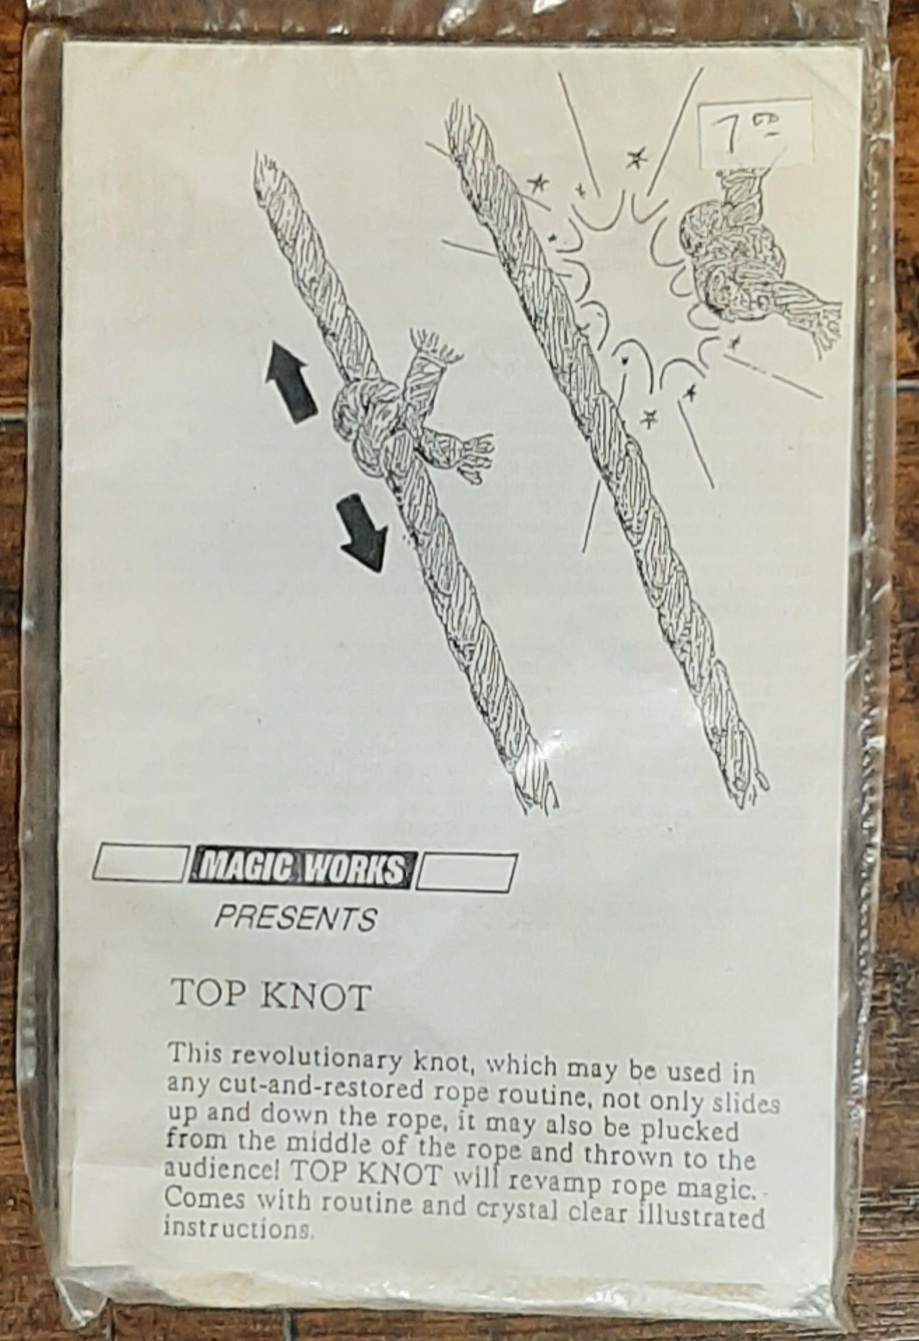 7 00
MAGIC WORKS
PRESENTS
TOP KNOT
This revolutionary knot, which may be used in
any cut-and-restored rope routine, not only slides
up and down the rope, it may also be plucked
from the middle of the rope and thrown to the
audience! TOP KNOT will revamp rope magic.
Comes with routine and crystal clear illustrated
instructions.